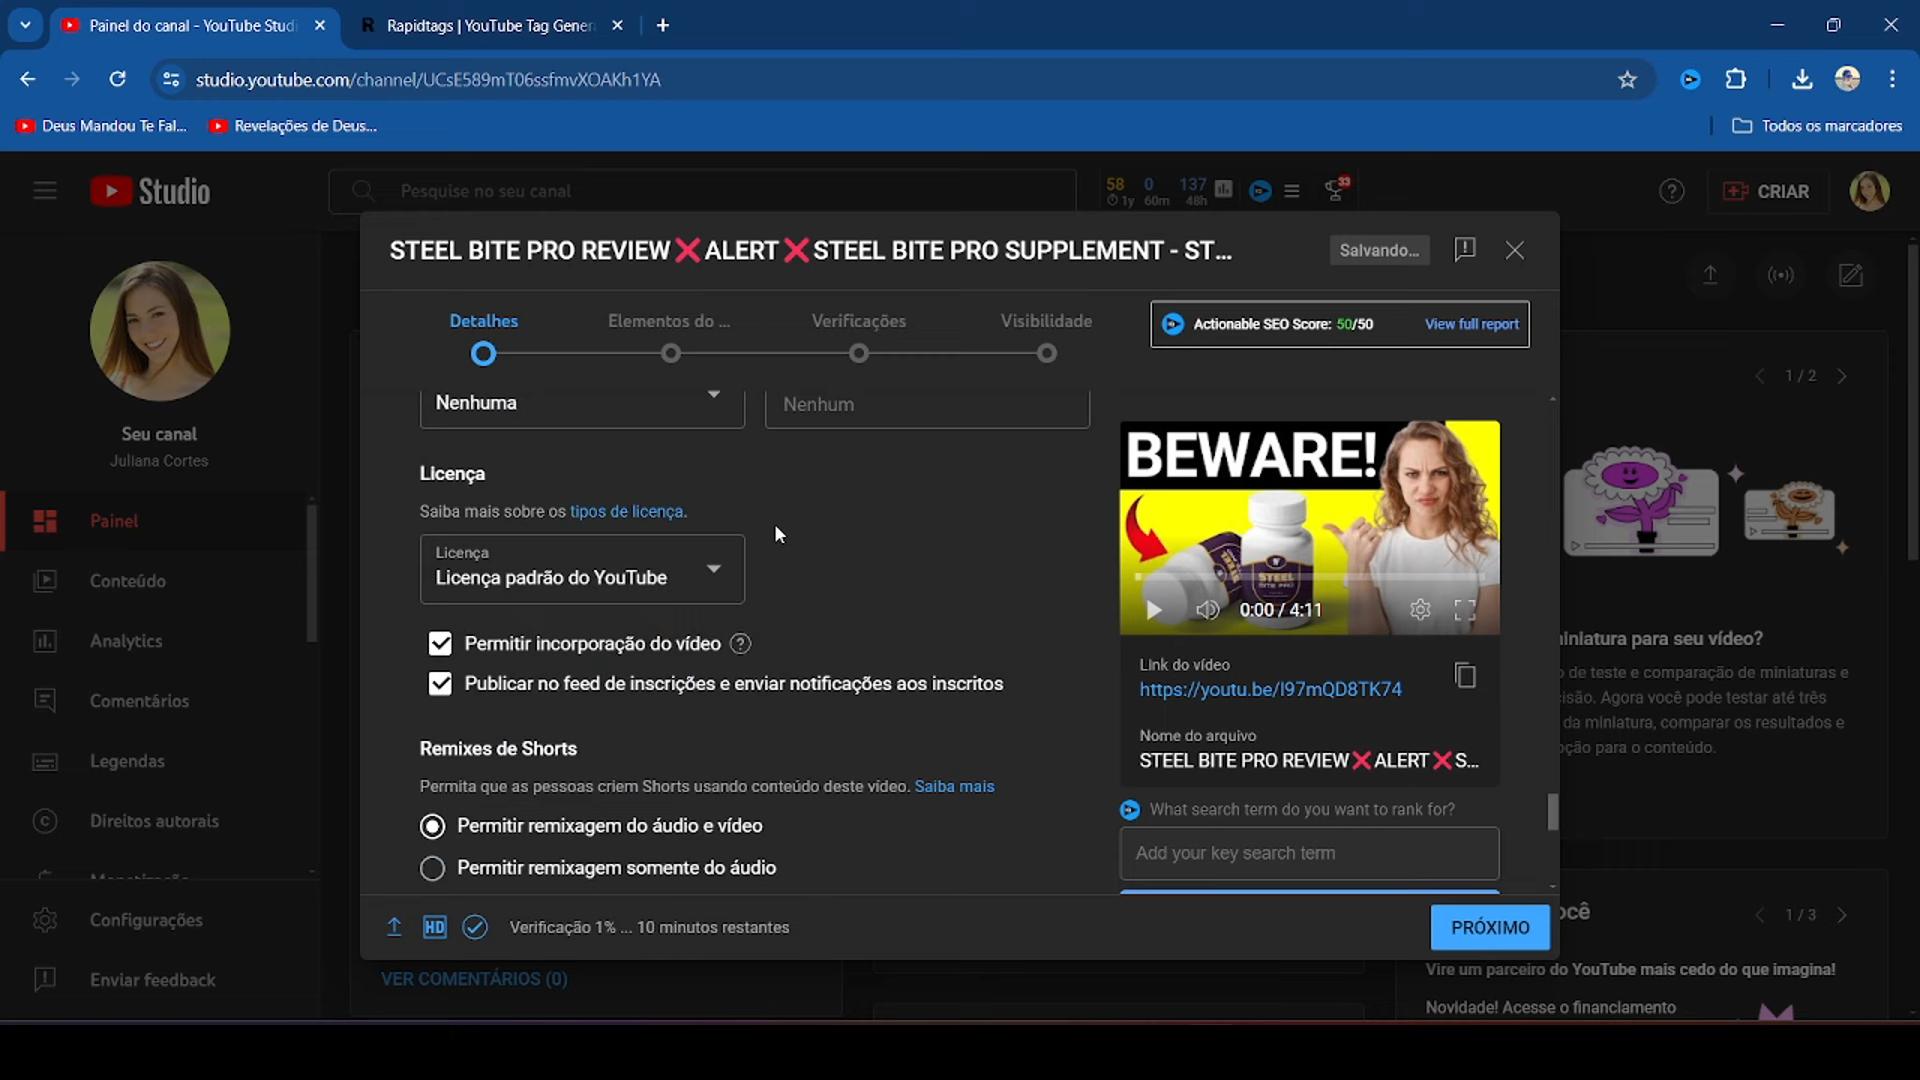 Painel do canal - YouTube Studi
Rapidtags | YouTube Tag Gener
studio.youtube.com/channel/UCsE589mT06ssfmvXOAKh1YA
Deus Mandou Te Fal...
Revelações de Deus...
Todos os marcadores
Studio
Pesquise no seu canal
58 0 137
1y 60m 48h
33
CRIAR
STEEL BITE PRO REVIEW❌ALERT❌STEEL BITE PRO SUPPLEMENT - ST...
Salvando...
Detalhes
Elementos do ...
Verificações
Visibilidade
Actionable SEO Score: 50/50
View full report
1 / 2
Seu canal
Juliana Cortes
Painel
Conteúdo
Analytics
Comentários
Legendas
Direitos autorais
Configurações
Enviar feedback
Nenhuma
Nenhum
Licença
Saiba mais sobre os tipos de licença.
Licença
Licença padrão do YouTube
Permitir incorporação do vídeo
Publicar no feed de inscrições e enviar notificações aos inscritos
Remixes de Shorts
Permita que as pessoas criem Shorts usando conteúdo deste vídeo. Saiba mais
Permitir remixagem do áudio e vídeo
Permitir remixagem somente do áudio
BEWARE!
STEEL
BITE PRO
0:00 / 4:11
Link do vídeo
https://youtu.be/I97mQD8TK74
Nome do arquivo
STEEL BITE PRO REVIEW❌ALERT❌S...
What search term do you want to rank for?
Add your key search term
HD
Verificação 1% ... 10 minutos restantes
PRÓXIMO
VER COMENTÁRIOS (0)
iniatura para seu vídeo?
o de teste e comparação de miniaturas e
cisão. Agora você pode testar até três
da miniatura, comparar os resultados e
pção para o conteúdo.
ocê
1 / 3
Vire um parceiro do YouTube mais cedo do que imagina!
Novidade! Acesse o financiamento